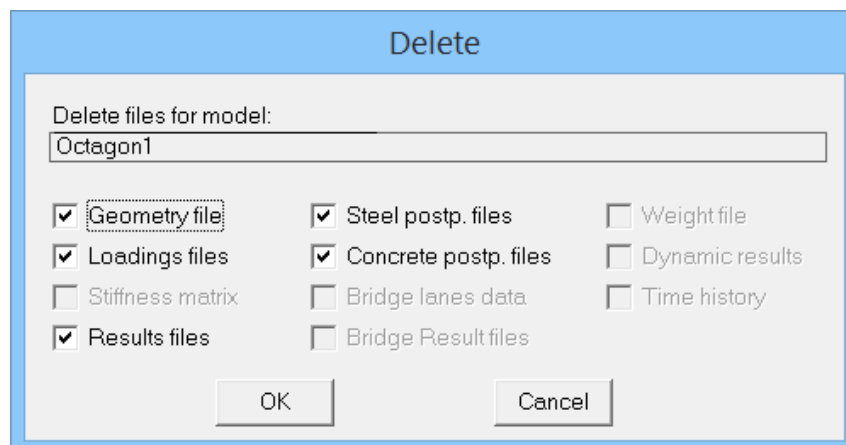 Delete
Delete files for model:
Octagon1
Geometry file Steel postp. files Weight file
Loadings files Concrete postp. files Dynamic results
Stiffness matrix Bridge lanes data Time history
Results files Bridge Result files
OK Cancel